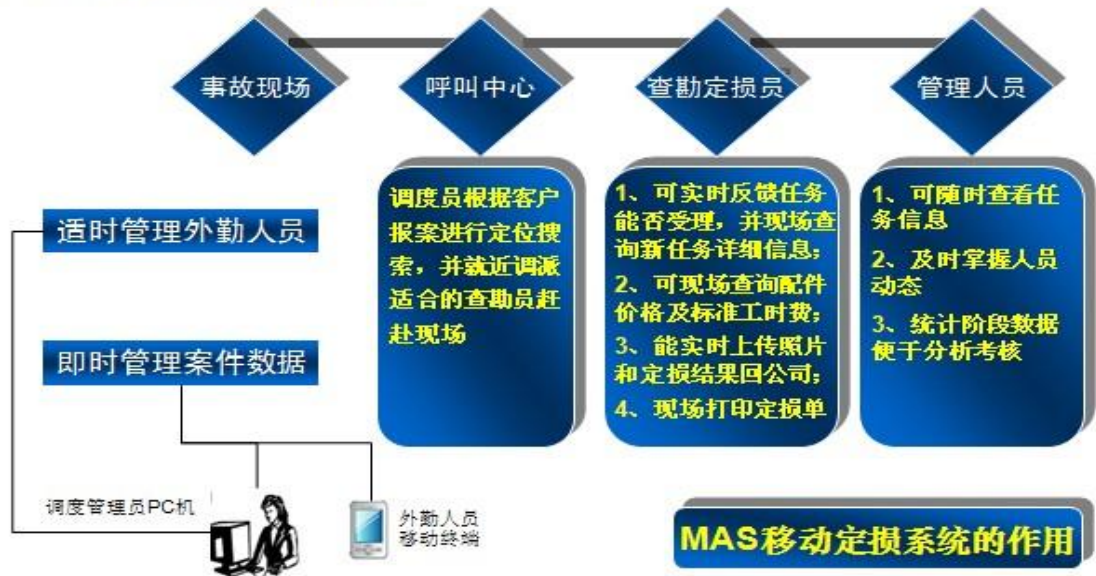 事故现场
呼叫中心
查勘定损员
管理人员
适时管理外勤人员
即时管理案件数据
调度员根据客户
报案进行定位搜
索，并就近调派
适合的查勘员赶
赴现场
1、可实时反馈任务
能否受理，并现场查
询新任务详细信息；
2、可现场查询配件
价格及标准工时费；
3、能实时上传照片
和定损结果回公司；
4、现场打印定损单
1、可随时查看任
务信息
2、及时掌握人员
动态
3、统计阶段数据
便于分析考核
调度管理员PC机
外勤人员
移动终端
MAS移动定损系统的作用